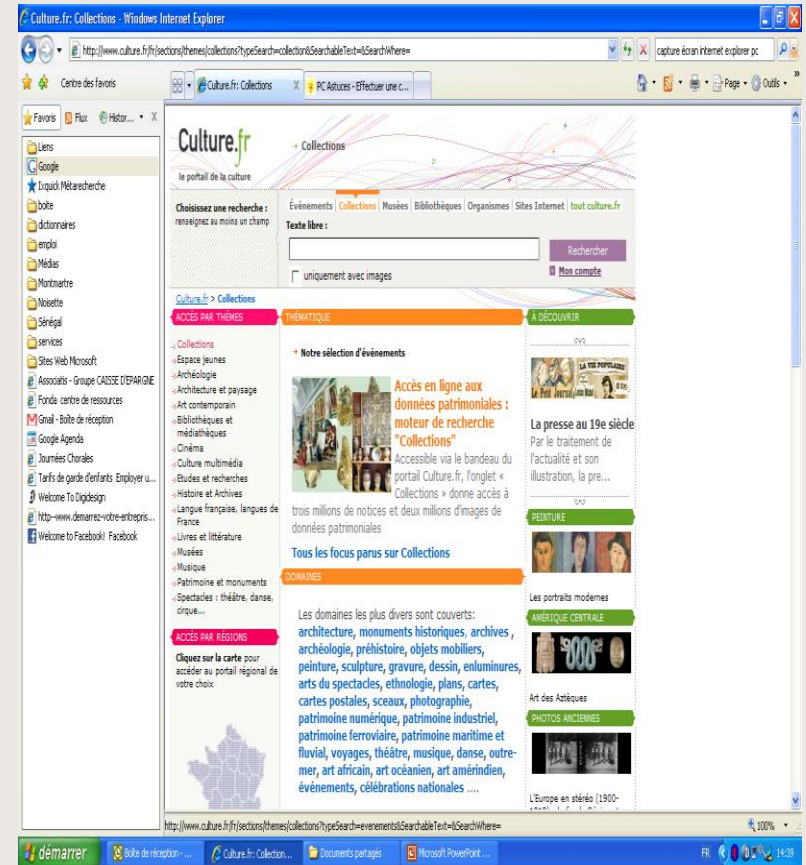 Culture.fr: Collections - Windows Internet Explorer
http://www.culture.fr/fr/sections/themes/collections?typeSearch=collection&SearchableText=&SearchWhere=
capture écran internet explorer pc
Centre des favoris
Culture.fr: Collections
PC Astuces - Effectuer une c...
Page
Outils
Favoris
Flux
Histor...
Liens
Google
Ixquick Métarecherche
boite
dictionnaires
emploi
Médias
Montmartre
Noisette
Sénégal
services
Sites Web Microsoft
Associatis - Groupe CAISSE D'EPARGNE
Fonda centre de ressources
Gmail - Boîte de réception
Google Agenda
Journées Chorales
Tarifs de garde d'enfants Employer u...
Welcome To Digidesign
http--www.demarrez-votre-entrepris...
Welcome to Facebook! Facebook
Culture.fr
le portail de la culture
Collections
Choisissez une recherche :
renseignez au moins un champ
Événements Collections Musées Bibliothèques Organismes Sites Internet tout culture.fr
Texte libre :
Rechercher
uniquement avec images
Mon compte
Culture.fr > Collections
ACCÈS PAR THÈMES
Collections
Espace jeunes
Archéologie
Architecture et paysage
Art contemporain
Bibliothèques et
médiathèques
Cinéma
Culture multimédia
Etudes et recherches
Histoire et Archives
Langue française, langues de
France
Livres et littérature
Musées
Musique
Patrimoine et monuments
Spectacles : théâtre, danse,
cirque...
ACCÈS PAR RÉGIONS
Cliquez sur la carte pour
accéder au portail régional de
votre choix
THÉMATIQUE
Notre sélection d'événements
Accès en ligne aux
données patrimoniales :
moteur de recherche
"Collections"
Accessible via le bandeau du
portail Culture.fr, l'onglet «
Collections » donne accès à
trois millions de notices et deux millions d'images de
données patrimoniales
Tous les focus parus sur Collections
DOMAINES
Les domaines les plus divers sont couverts:
architecture, monuments historiques, archives ,
archéologie, préhistoire, objets mobiliers,
peinture, sculpture, gravure, dessin, enluminures,
arts du spectacles, ethnologie, plans, cartes,
cartes postales, sceaux, photographie,
patrimoine numérique, patrimoine industriel,
patrimoine ferroviaire, patrimoine maritime et
fluvial, voyages, théâtre, musique, danse, outre-
mer, art africain, art océanien, art amérindien,
événements, célébrations nationales ....
À DÉCOUVRIR
LA VIE POPULAIRE
Le Petit Journal
La presse au 19e siècle
Par le traitement de
l'actualité et son
illustration, la pre...
PEINTURE
Les portraits modernes
AMÉRIQUE CENTRALE
Art des Aztèques
PHOTOS ANCIENNES
L'Europe en stéréo (1900-
http://www.culture.fr/fr/sections/themes/collections?typeSearch=evenements&SearchableText=&SearchWhere=
100%
démarrer
Boîte de réception - ...
Culture.fr: Collection...
Documents partagés
Microsoft PowerPoint ...
FR
14:39